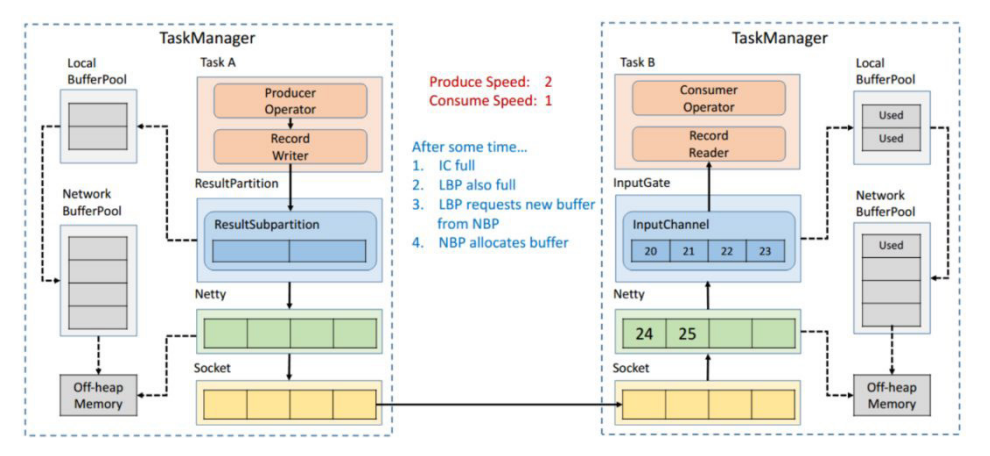 TaskManager
Local
BufferPool
Task A
Producer
Operator
Record
Writer
ResultPartition
Network
BufferPool
ResultSubpartition
Netty
Socket
Off-heap
Memory
Produce Speed: 2
Consume Speed: 1
After some time...
1. IC full
2. LBP also full
3. LBP requests new buffer
from NBP
4. NBP allocates buffer
TaskManager
Task B
Local
BufferPool
Consumer
Operator
Used
Used
Record
Reader
InputGate
Network
BufferPool
InputChannel
20 21 22 23
Used
Netty
24 25
Socket
Off-heap
Memory